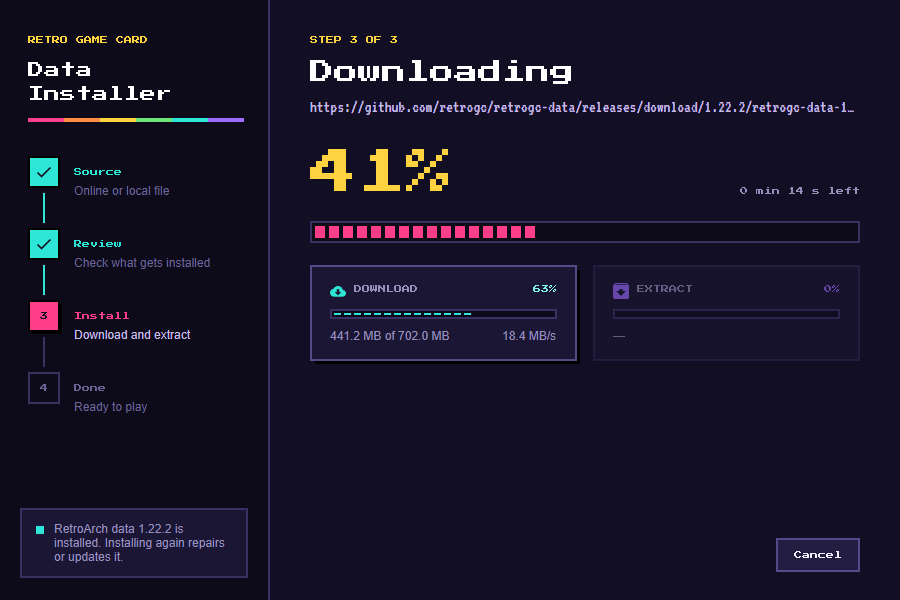 RETRO GAME CARD
Data
Installer
Source
Online or local file
Review
Check what gets installed
3
Install
Download and extract
4
Done
Ready to play
RetroArch data 1.22.2 is
installed. Installing again repairs
or updates it.
STEP 3 OF 3
Downloading
https://github.com/retrogc/retrogc-data/releases/download/1.22.2/retrogc-data-1…
41%
0 min 14 s left
DOWNLOAD 63%
441.2 MB of 702.0 MB 18.4 MB/s
EXTRACT 0%
—
Cancel